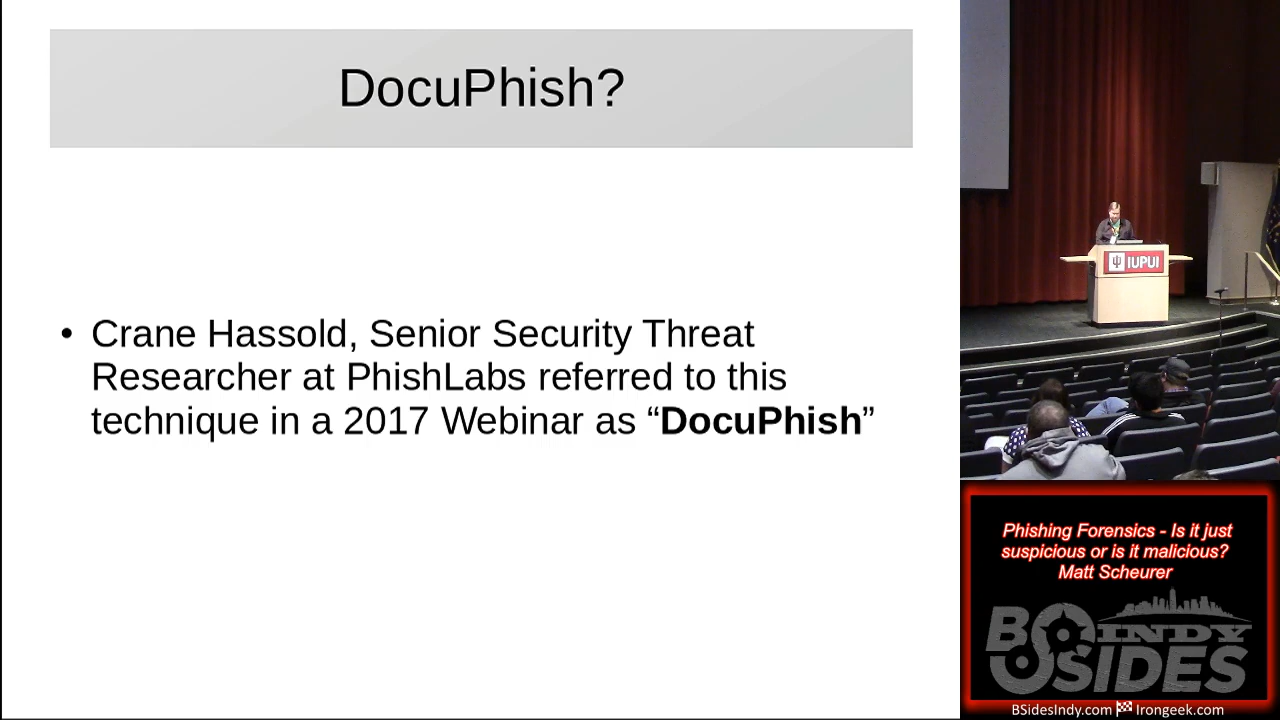 DocuPhish?
• Crane Hassold, Senior Security Threat
Researcher at PhishLabs referred to this
technique in a 2017 Webinar as “DocuPhish”
IUPUI
Phishing Forensics - Is it just
suspicious or is it malicious?
Matt Scheurer
BSIDES
INDY
BSidesIndy.com Irongeek.com